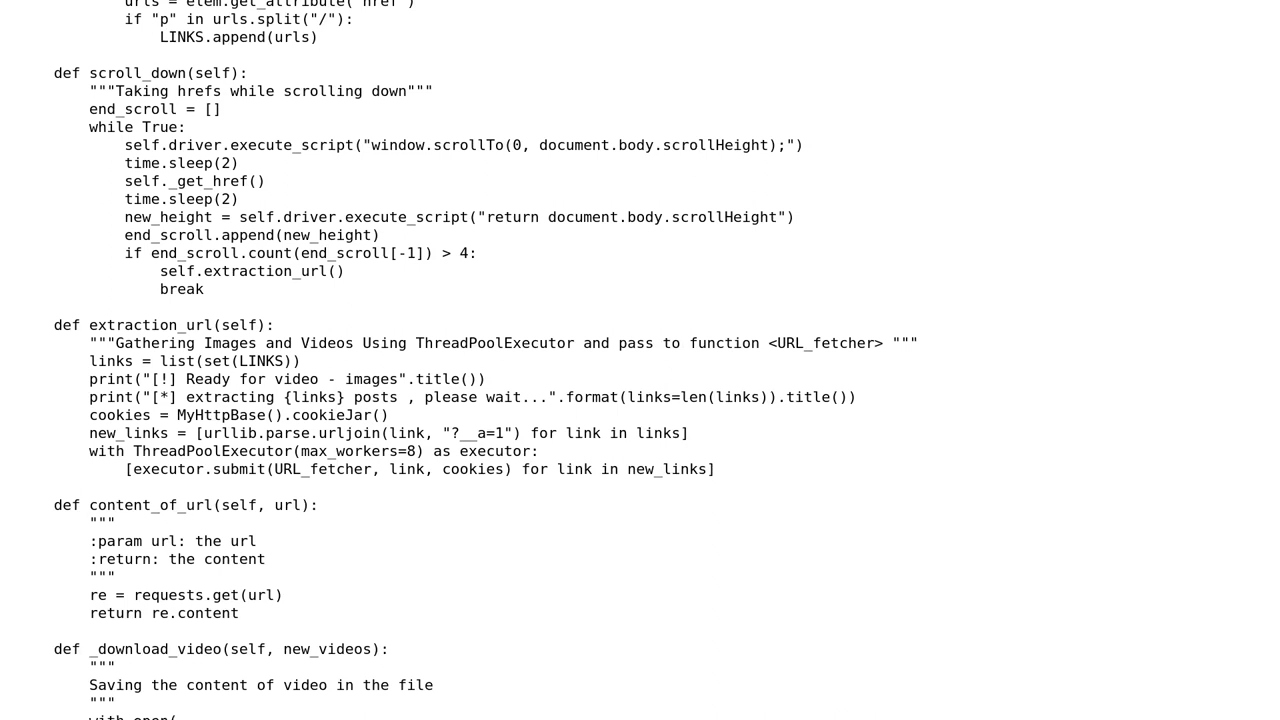 urls = elem.get_attribute("href")
if "p" in urls.split("/"):
LINKS.append(urls)
def scroll_down(self):
"""Taking hrefs while scrolling down"""
end_scroll = []
while True:
self.driver.execute_script("window.scrollTo(0, document.body.scrollHeight);")
time.sleep(2)
self._get_href()
time.sleep(2)
new_height = self.driver.execute_script("return document.body.scrollHeight")
end_scroll.append(new_height)
if end_scroll.count(end_scroll[-1]) > 4:
self.extraction_url()
break
def extraction_url(self):
"""Gathering Images and Videos Using ThreadPoolExecutor and pass to function <URL_fetcher> """
links = list(set(LINKS))
print("[!] Ready for video - images".title())
print("[*] extracting {links} posts , please wait...".format(links=len(links)).title())
cookies = MyHttpBase().cookieJar()
new_links = [urllib.parse.urljoin(link, "?__a=1") for link in links]
with ThreadPoolExecutor(max_workers=8) as executor:
[executor.submit(URL_fetcher, link, cookies) for link in new_links]
def content_of_url(self, url):
"""
:param url: the url
:return: the content
"""
re = requests.get(url)
return re.content
def _download_video(self, new_videos):
"""
Saving the content of video in the file
"""
with open(